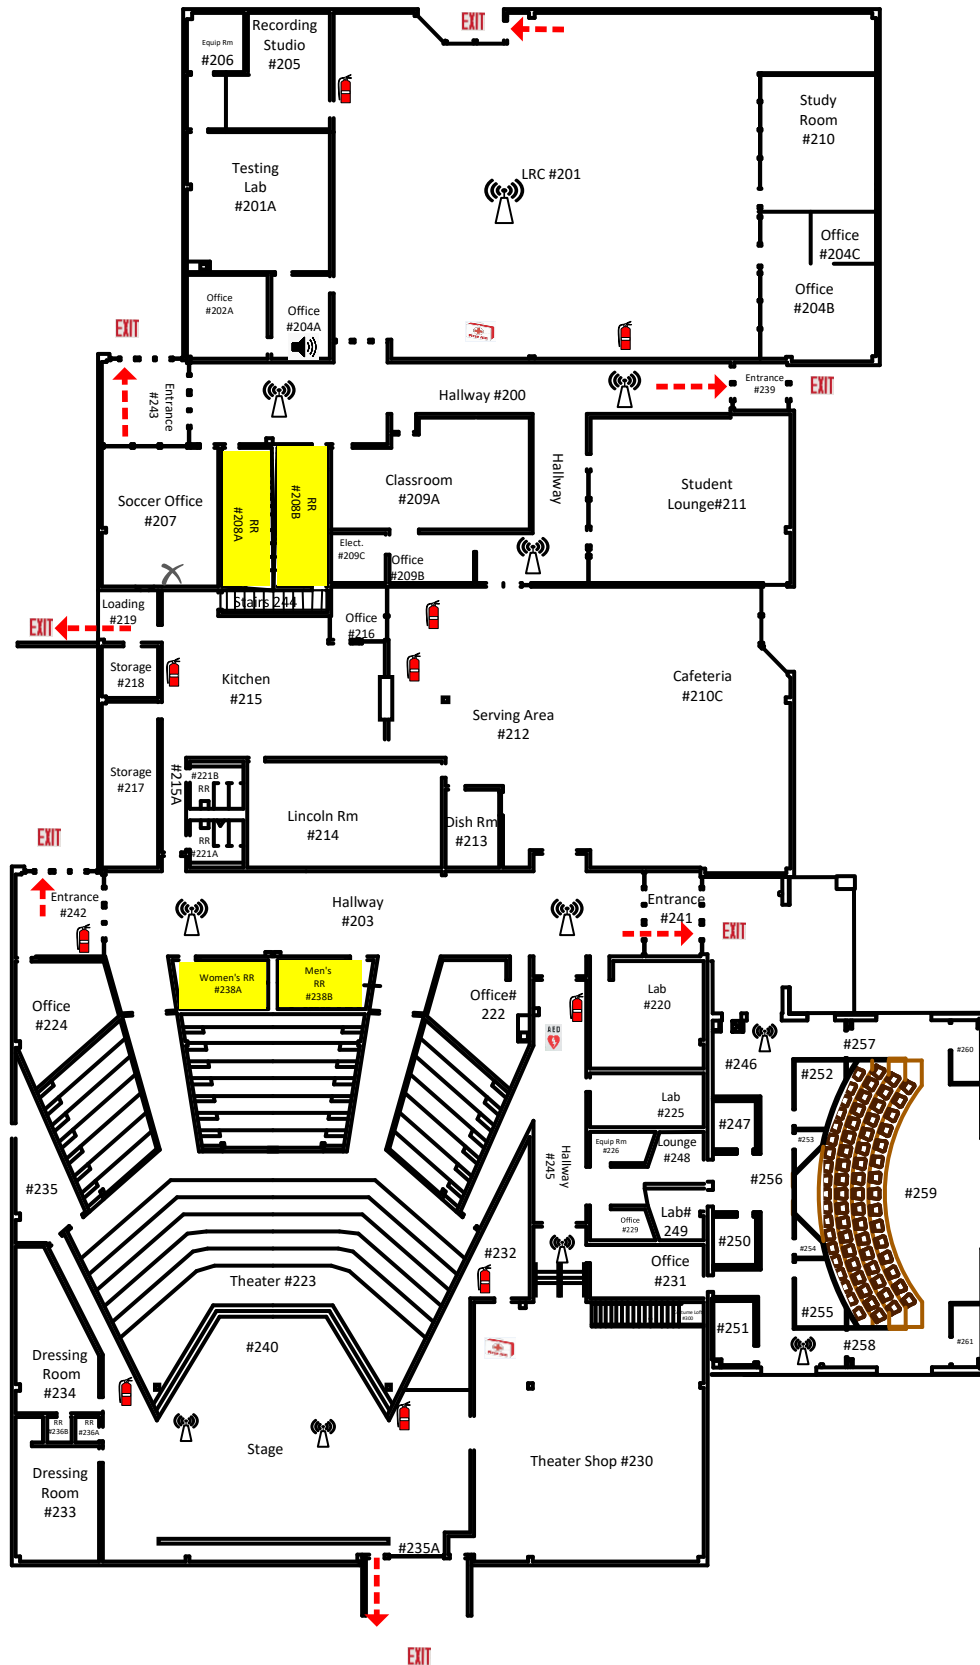 EXIT
Recording
Studio
#205
Equip Rm
#206
Study
Room
#210
Testing
Lab
#201A
LRC #201
Office
#204C
Office
#204B
Office
#202A
Office
#204A
EXIT
Entrance
#243
Hallway #200
Entrance
#239
EXIT
Classroom
#209A
Hallway
Student
Lounge#211
Soccer Office
#207
RR
#208A
RR
#208B
Elect.
#209C
Office
#209B
Loading
#219
Stairs 244
Office
#216
EXIT
Storage
#218
Kitchen
#215
Cafeteria
#210C
Serving Area
#212
Storage
#217
#215A
#221B
RR
RR
#221A
Lincoln Rm
#214
Dish Rm
#213
EXIT
Entrance
#242
Hallway
#203
Entrance
#241
EXIT
Office
#224
Women's RR
#238A
Men's
RR
#238B
Office#
222
Lab
#220
AED
#246
#257
#260
#252
Lab
#225
#247
#253
Equip Rm
#226
Lounge
#248
Hallway
#245
#256
#259
#235
Office
#229
Lab#
249
#250
#254
#232
Office
#231
Theater #223
#251
#255
#300
#240
#258
#261
Dressing
Room
#234
RR
#236B
RR
#236A
Stage
Theater Shop #230
Dressing
Room
#233
#235A
EXIT